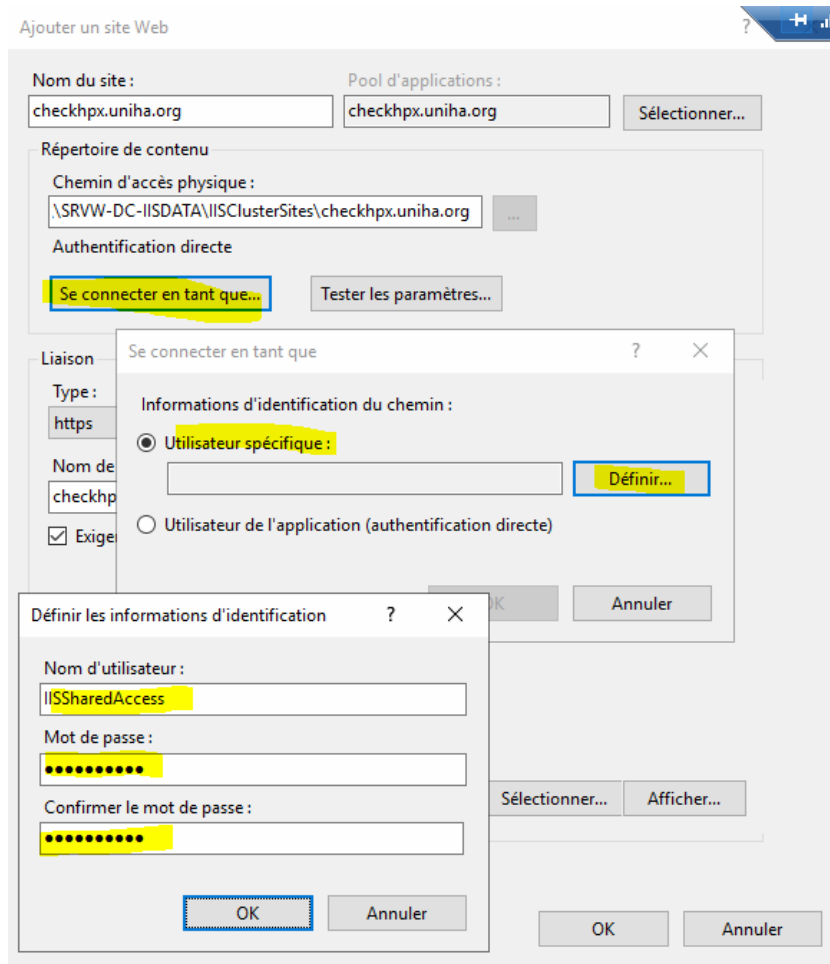 Ajouter un site Web ?
Nom du site : Pool d'applications :
checkhpx.uniha.org checkhpx.uniha.org Sélectionner...
Répertoire de contenu
Chemin d'accès physique :
\SRVW-DC-IISDATA\IISClusterSites\checkhpx.uniha.org ...
Authentification directe
Se connecter en tant que... Tester les paramètres...
Liaison
Type :
https
Nom de
checkhp
Exiger
Se connecter en tant que ?
Informations d'identification du chemin :
Utilisateur spécifique :
Définir...
Utilisateur de l'application (authentification directe)
OK Annuler
Définir les informations d'identification ?
Nom d'utilisateur :
IISSharedAccess
Mot de passe :
●●●●●●●●●●
Confirmer le mot de passe :
●●●●●●●●●●
OK Annuler
Sélectionner... Afficher...
OK Annuler